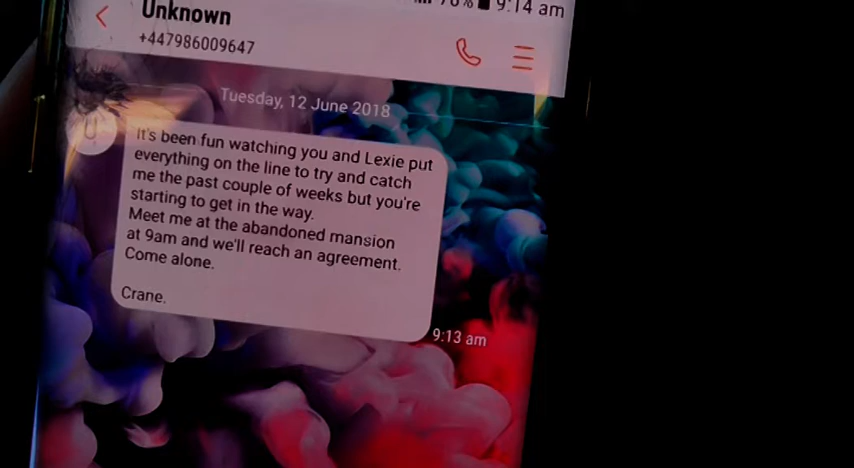 9:14 am
Unknown
+447986009647
Tuesday, 12 June 2018
U
It's been fun watching you and Lexie put
everything on the line to try and catch
me the past couple of weeks but you're
starting to get in the way.
Meet me at the abandoned mansion
at 9am and we'll reach an agreement.
Come alone.
Crane.
9:13 am